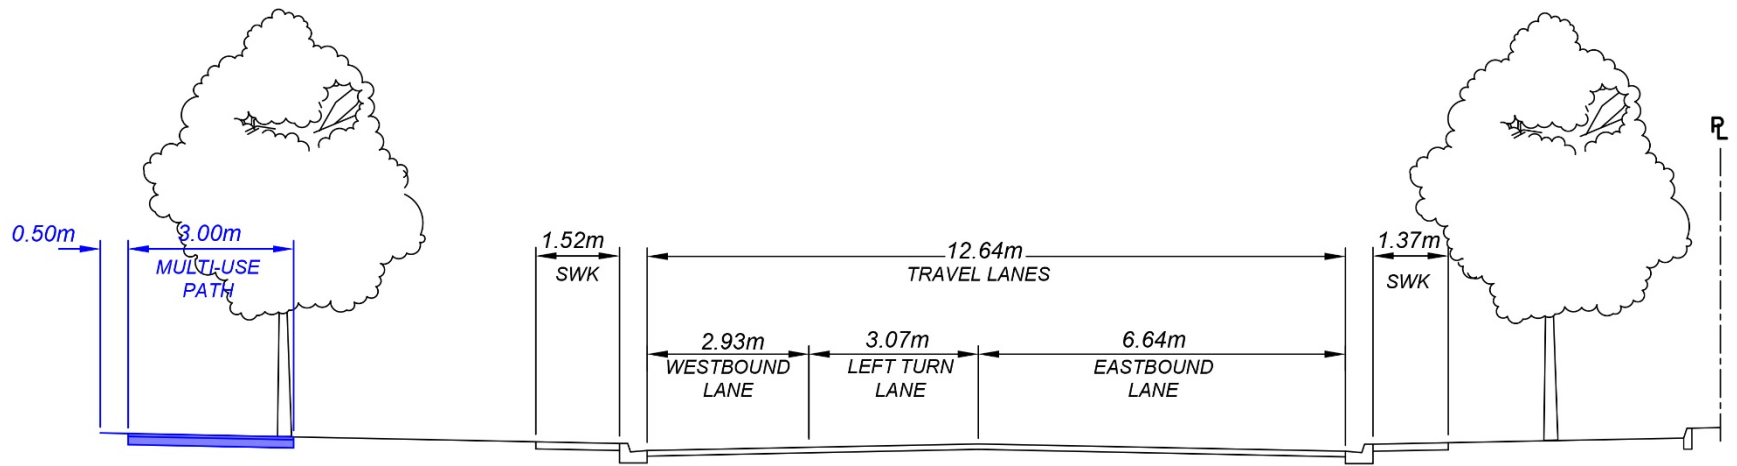 PL
0.50m
3.00m
MULTI-USE
PATH
1.52m
SWK
12.64m
TRAVEL LANES
1.37m
SWK
2.93m
WESTBOUND
LANE
3.07m
LEFT TURN
LANE
6.64m
EASTBOUND
LANE